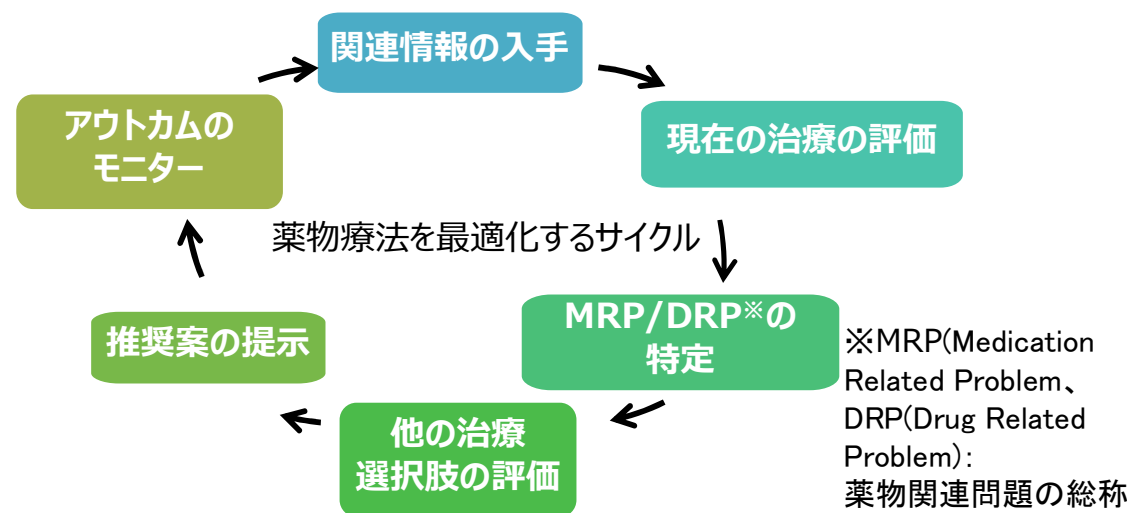 関連情報の入手
アウトカムの
モニター
現在の治療の評価
薬物療法を最適化するサイクル
MRP/DRP※の
特定
推奨案の提示
他の治療
選択肢の評価
※MRP(Medication
Related Problem、
DRP(Drug Related
Problem):
薬物関連問題の総称